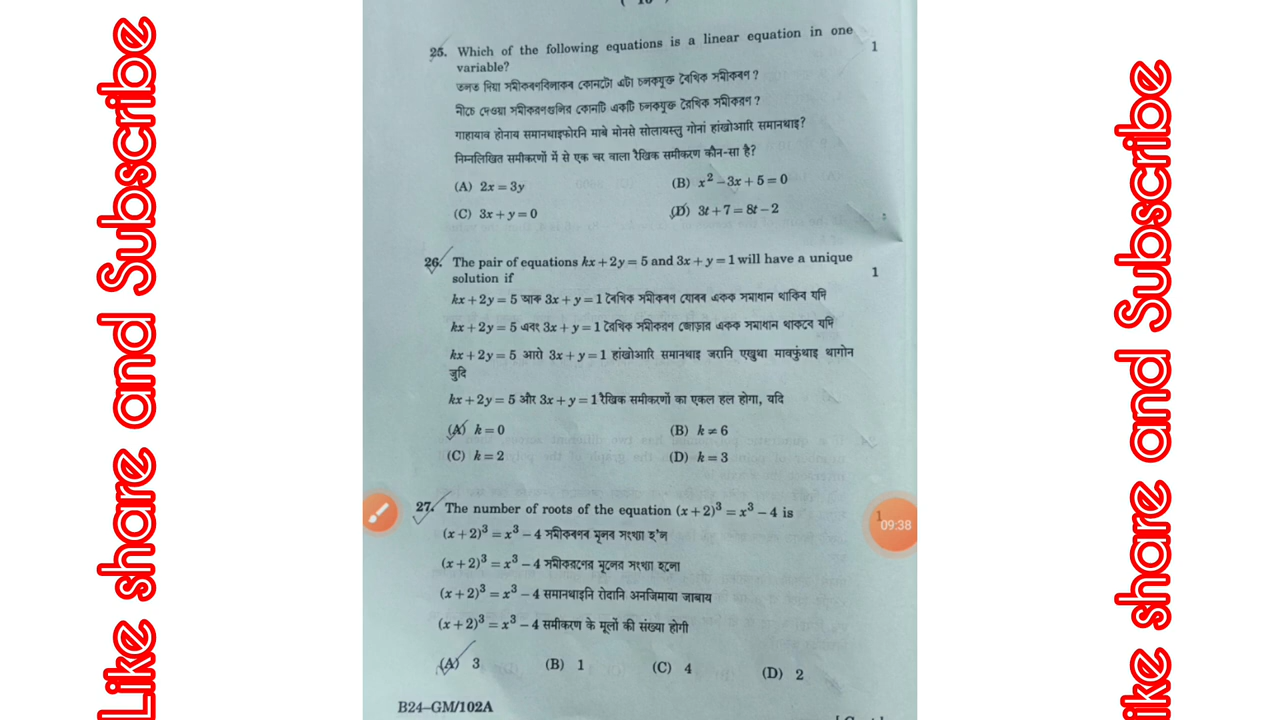 Like share and Subscribe
25. Which of the following equations is a linear equation in one 1
variable?
তলত দিয়া সমীকৰণবিলাকৰ কোনটো এটা চলকযুক্ত ৰৈখিক সমীকৰণ ?
নীচে দেওয়া সমীকরণগুলির কোনটি একটি চলকযুক্ত রৈখিক সমীকরণ ?
गाहायाव होनाय समानथाइफोरनि माबे मोनसे सोलायस्लु गोनां हांखोआरि समानथाइ?
निम्नलिखित समीकरणों में से एक चर वाला रैखिक समीकरण कौन-सा है?
(A) 2x = 3y (B) x² – 3x + 5 = 0
(C) 3x + y = 0 (D) 3t + 7 = 8t – 2
26. The pair of equations kx + 2y = 5 and 3x + y = 1 will have a unique 1
solution if
kx + 2y = 5 আৰু 3x + y = 1 ৰৈখিক সমীকৰণ যোৰৰ একক সমাধান থাকিব যদি
kx + 2y = 5 এবং 3x + y = 1 রৈখিক সমীকরণ জোড়ার একক সমাধান থাকবে যদি
kx + 2y = 5 आरो 3x + y = 1 हांखोआरि समानथाइ जरानि एखुथा मावफुंथाइ थागोन
जुदि
kx + 2y = 5 और 3x + y = 1 रैखिक समीकरणों का एकल हल होगा, यदि
(A) k = 0 (B) k ≠ 6
(C) k = 2 (D) k = 3
27. The number of roots of the equation (x + 2)³ = x³ – 4 is 1
(x + 2)³ = x³ – 4 সমীকৰণৰ মূলৰ সংখ্যা হ'ল
(x + 2)³ = x³ – 4 সমীকরণের মূলের সংখ্যা হলো
(x + 2)³ = x³ – 4 समानथाइनि रोदानि अनजिमाया जाबाय
(x + 2)³ = x³ – 4 समीकरण के मूलों की संख्या होगी
(A) 3 (B) 1 (C) 4 (D) 2
B24–GM/102A
09:38
Like share and Subscribe